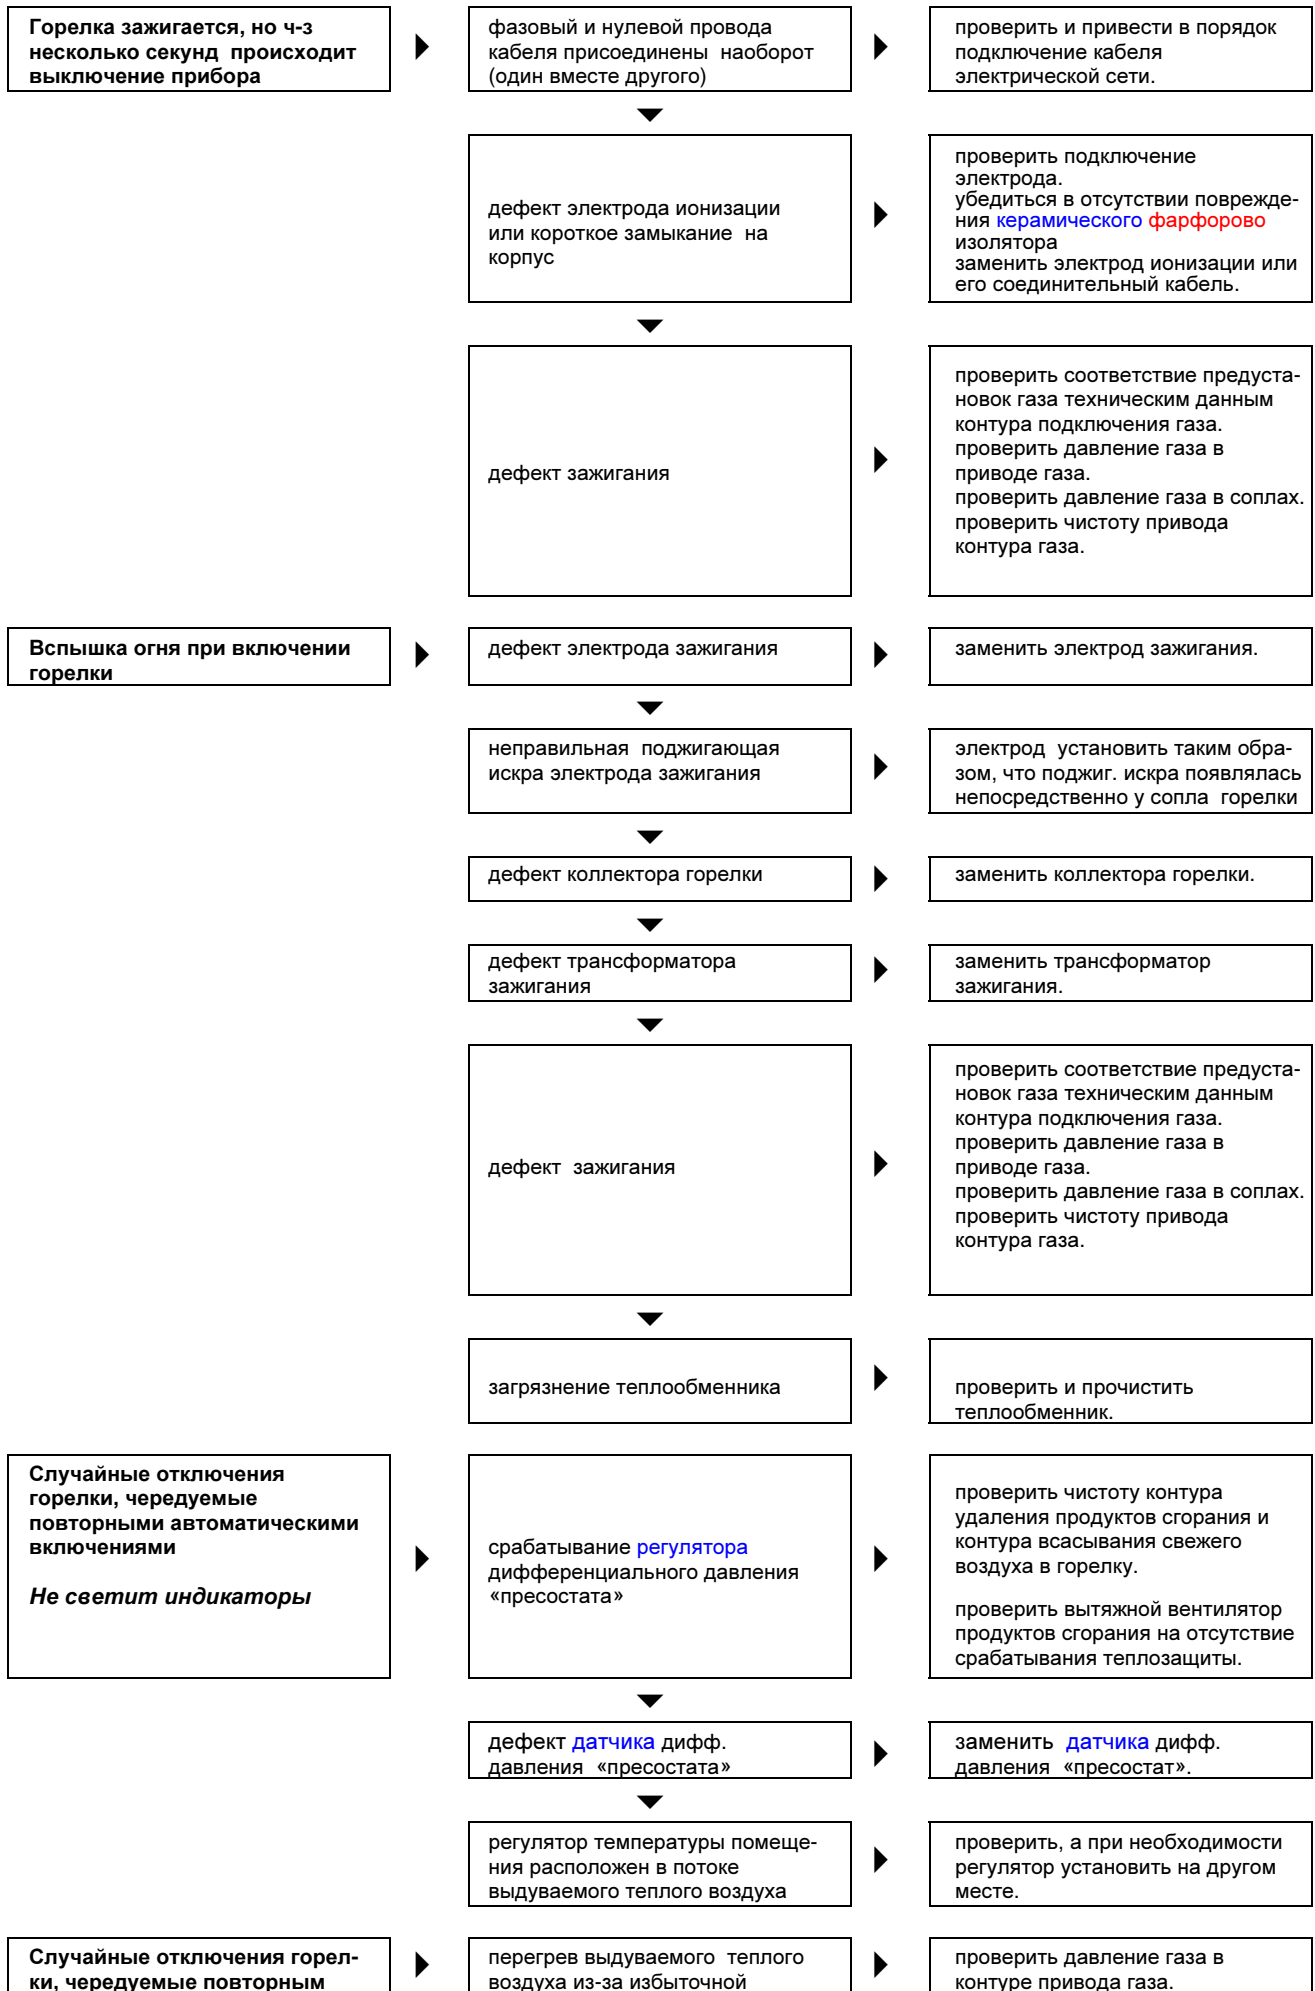 Горелка зажигается, но ч-з
несколько секунд происходит
выключение прибора
фазовый и нулевой провода
кабеля присоединены наоборот
(один вместо другого)
проверить и привести в порядок
подключение кабеля
электрической сети.
дефект электрода ионизации
или короткое замыкание на
корпус
проверить подключение
электрода.
убедиться в отсутствии поврежде-
ния керамического фарфорово
изолятора
заменить электрод ионизации или
его соединительный кабель.
дефект зажигания
проверить соответствие предуста-
новок газа техническим данным
контура подключения газа.
проверить давление газа в
приводе газа.
проверить давление газа в соплах.
проверить чистоту привода
контура газа.
Вспышка огня при включении
горелки
дефект электрода зажигания
заменить электрод зажигания.
неправильная поджигающая
искра электрода зажигания
электрод установить таким обра-
зом, что поджиг. искра появлялась
непосредственно у сопла горелки
дефект коллектора горелки
заменить коллектора горелки.
дефект трансформатора
зажигания
заменить трансформатор
зажигания.
дефект зажигания
проверить соответствие предуста-
новок газа техническим данным
контура подключения газа.
проверить давление газа в
приводе газа.
проверить давление газа в соплах.
проверить чистоту привода
контура газа.
загрязнение теплообменника
проверить и прочистить
теплообменник.
Случайные отключения
горелки, чередуемые
повторными автоматическими
включениями
Не светит индикаторы
срабатывание регулятора
дифференциального давления
«пресостата»
проверить чистоту контура
удаления продуктов сгорания и
контура всасывания свежего
воздуха в горелку.
проверить вытяжной вентилятор
продуктов сгорания на отсутствие
срабатывания теплозащиты.
дефект датчика дифф.
давления «пресостата»
заменить датчика дифф.
давления «пресостат».
регулятор температуры помеще-
ния расположен в потоке
выдуваемого теплого воздуха
проверить, а при необходимости
регулятор установить на другом
месте.
Случайные отключения горел-
ки, чередуемые повторным
перегрев выдуваемого теплого
воздуха из-за избыточной
проверить давление газа в
контуре привода газа.